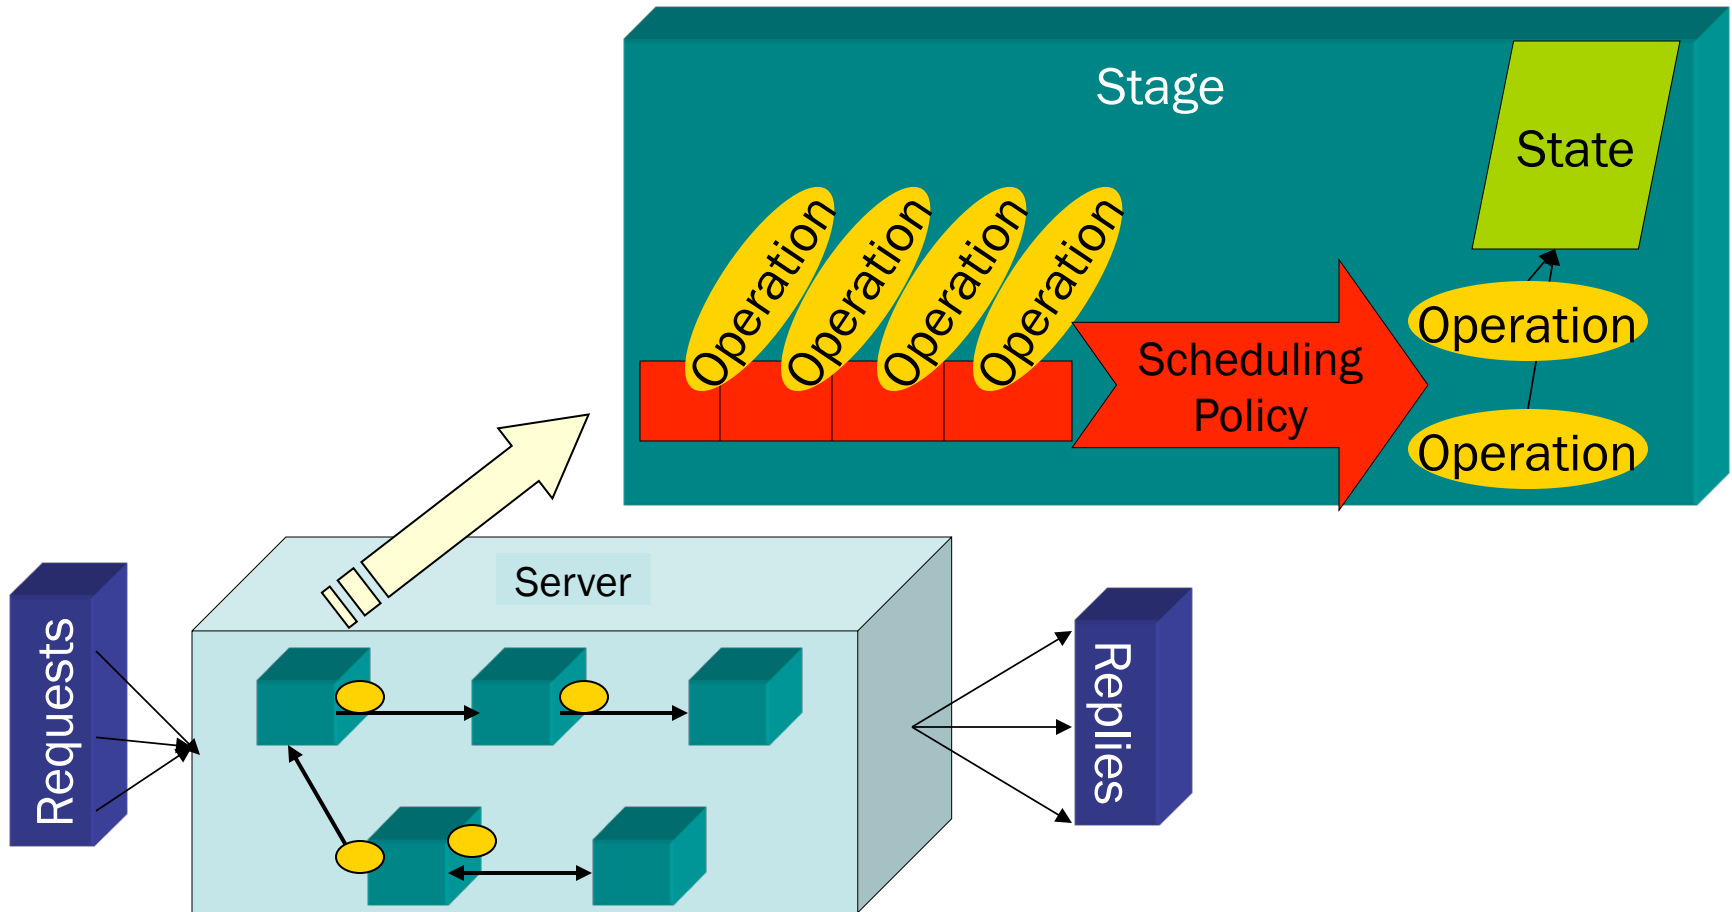 Stage
State
Operation
Operation
Operation
Operation
Scheduling
Policy
Operation
Operation
Server
Requests
Replies